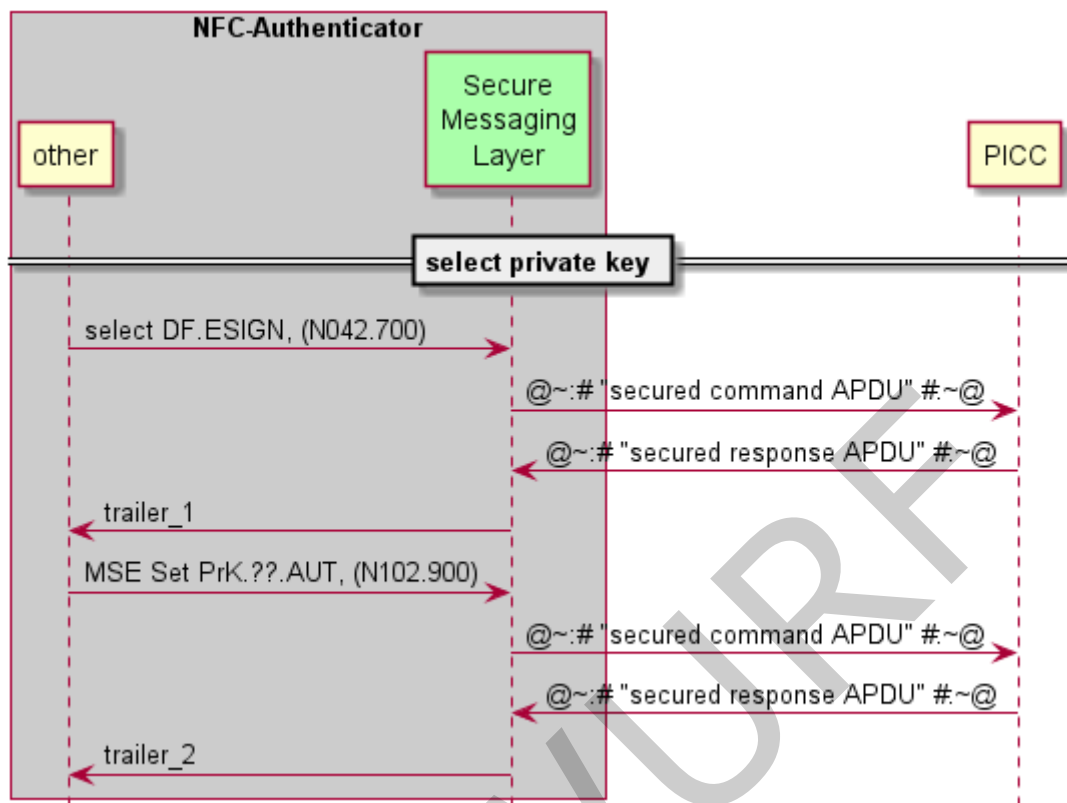 NFC-Authenticator
Secure
Messaging
Layer
other
PICC
select private key
select DF.ESIGN, (N042.700)
@~:# "secured command APDU" #:~@
@~:# "secured response APDU" #:~@
trailer_1
MSE Set PrK.??.AUT, (N102.900)
@~:# "secured command APDU" #:~@
@~:# "secured response APDU" #:~@
trailer_2